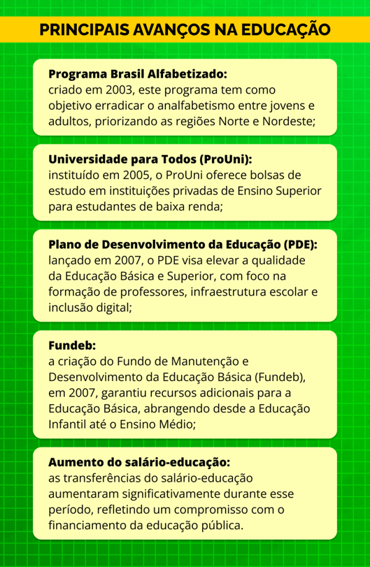 PRINCIPAIS AVANÇOS NA EDUCAÇÃO
Programa Brasil Alfabetizado:
criado em 2003, este programa tem como
objetivo erradicar o analfabetismo entre jovens e
adultos, priorizando as regiões Norte e Nordeste;
Universidade para Todos (ProUni):
instituído em 2005, o ProUni oferece bolsas de
estudo em instituições privadas de Ensino Superior
para estudantes de baixa renda;
Plano de Desenvolvimento da Educação (PDE):
lançado em 2007, o PDE visa elevar a qualidade
da Educação Básica e Superior, com foco na
formação de professores, infraestrutura escolar e
inclusão digital;
Fundeb:
a criação do Fundo de Manutenção e
Desenvolvimento da Educação Básica (Fundeb),
em 2007, garantiu recursos adicionais para a
Educação Básica, abrangendo desde a Educação
Infantil até o Ensino Médio;
Aumento do salário-educação:
as transferências do salário-educação
aumentaram significativamente durante esse
período, refletindo um compromisso com o
financiamento da educação pública.